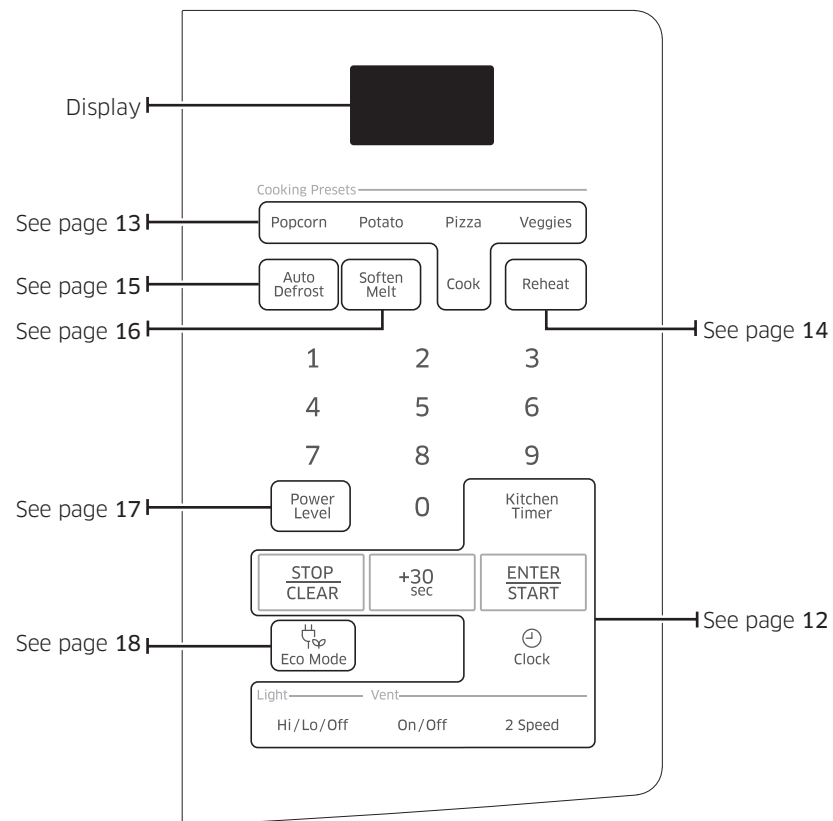 Display
Cooking Presets
See page 13
Popcorn Potato Pizza Veggies
See page 15
Auto Defrost
Soften Melt
Cook
Reheat
See page 16
See page 14
1 2 3
4 5 6
7 8 9
See page 17
Power Level
0
Kitchen Timer
STOP
CLEAR
+30
sec
ENTER
START
See page 12
See page 18
Eco Mode
Clock
Light Vent
Hi/Lo/Off On/Off 2 Speed